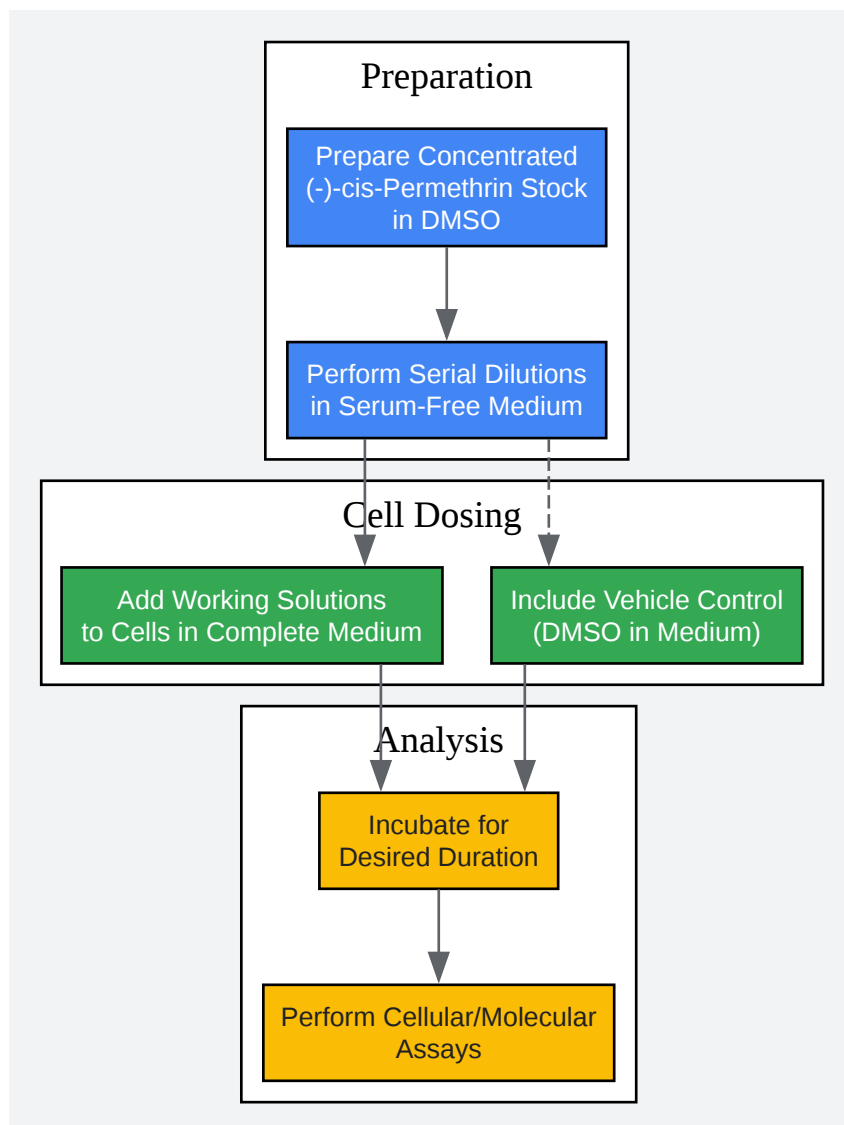 Preparation
Prepare Concentrated
(-)-cis-Permethrin Stock
in DMSO
Perform Serial Dilutions
in Serum-Free Medium
Cell Dosing
Add Working Solutions
to Cells in Complete Medium
Include Vehicle Control
(DMSO in Medium)
Analysis
Incubate for
Desired Duration
Perform Cellular/Molecular
Assays